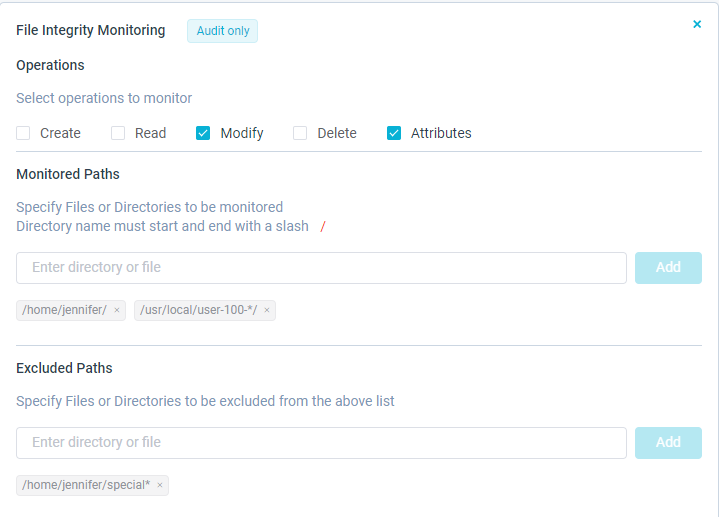 File Integrity Monitoring Audit only ×
Operations
Select operations to monitor
Create Read Modify Delete Attributes
Monitored Paths
Specify Files or Directories to be monitored
Directory name must start and end with a slash /
Enter directory or file Add
/home/jennifer/ × /usr/local/user-100-*/ ×
Excluded Paths
Specify Files or Directories to be excluded from the above list
Enter directory or file Add
/home/jennifer/special* ×